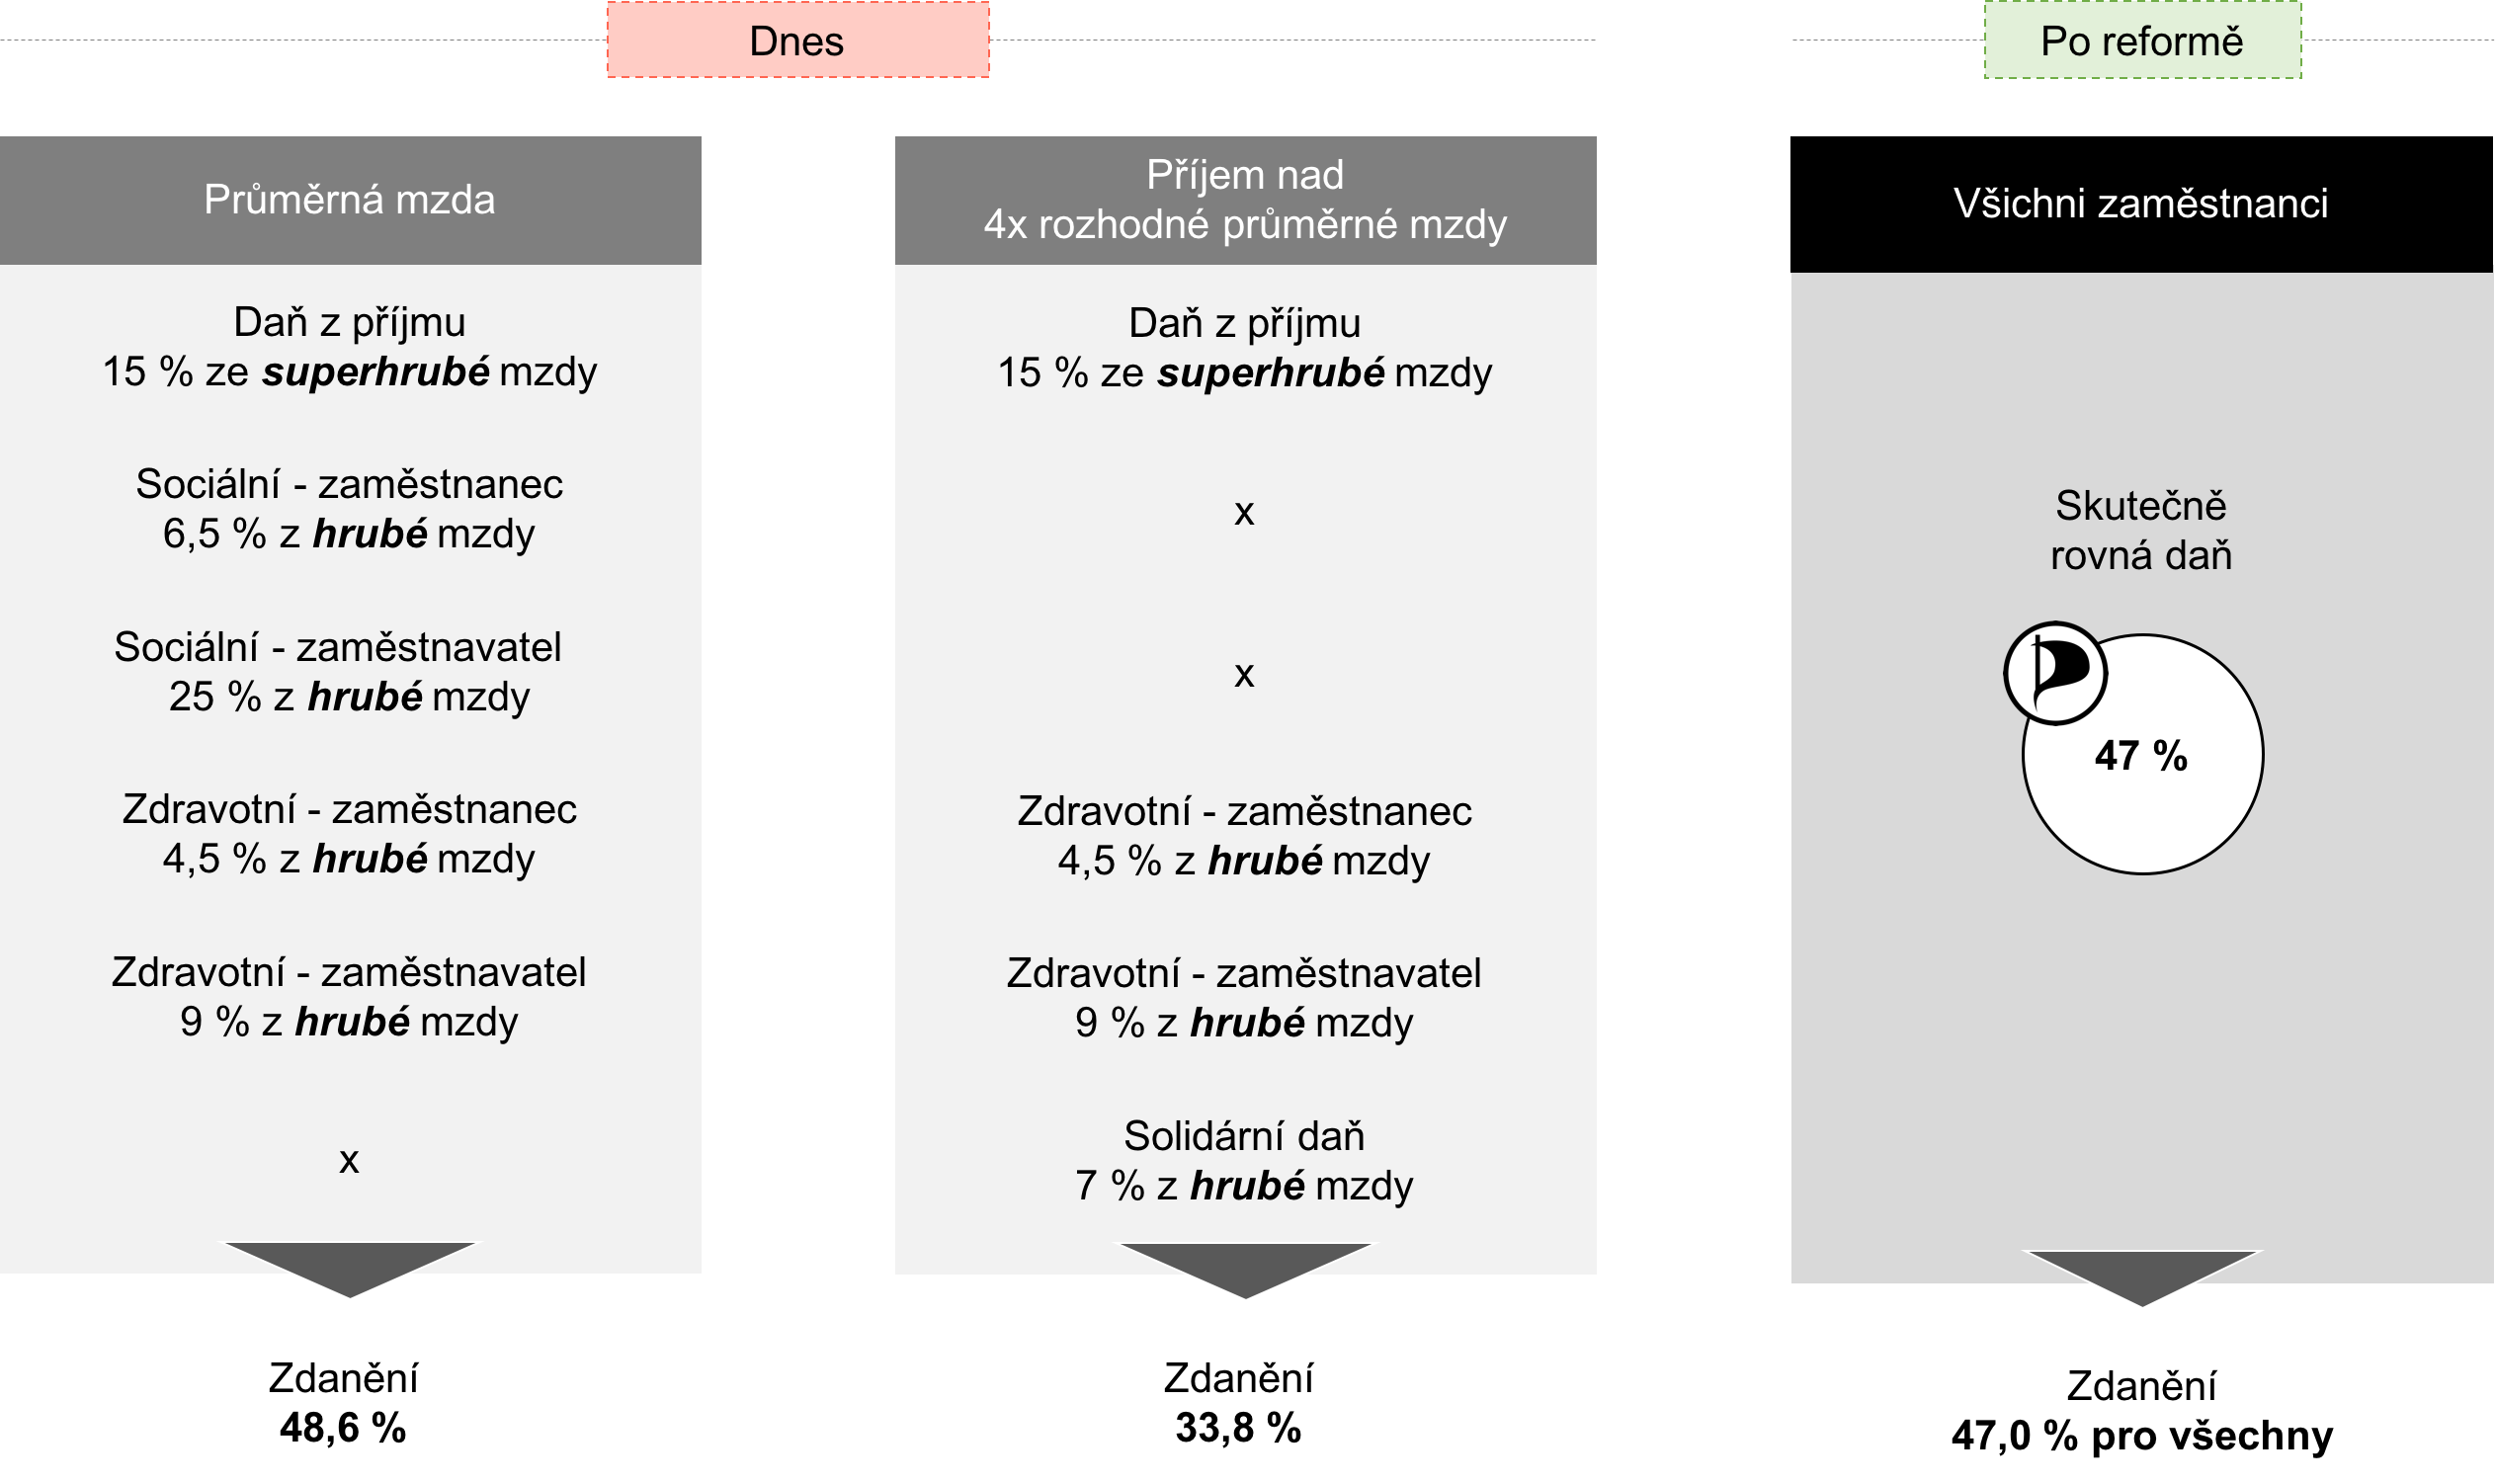 Dnes
Po reformě
Průměrná mzda
Daň z příjmu
15 % ze superhrubé mzdy
Sociální - zaměstnanec
6,5 % z hrubé mzdy
Sociální - zaměstnavatel
25 % z hrubé mzdy
Zdravotní - zaměstnanec
4,5 % z hrubé mzdy
Zdravotní - zaměstnavatel
9 % z hrubé mzdy
x
Zdanění
48,6 %
Příjem nad
4x rozhodné průměrné mzdy
Daň z příjmu
15 % ze superhrubé mzdy
x
x
Zdravotní - zaměstnanec
4,5 % z hrubé mzdy
Zdravotní - zaměstnavatel
9 % z hrubé mzdy
Solidární daň
7 % z hrubé mzdy
Zdanění
33,8 %
Všichni zaměstnanci
Skutečně
rovná daň
47 %
Zdanění
47,0 % pro všechny